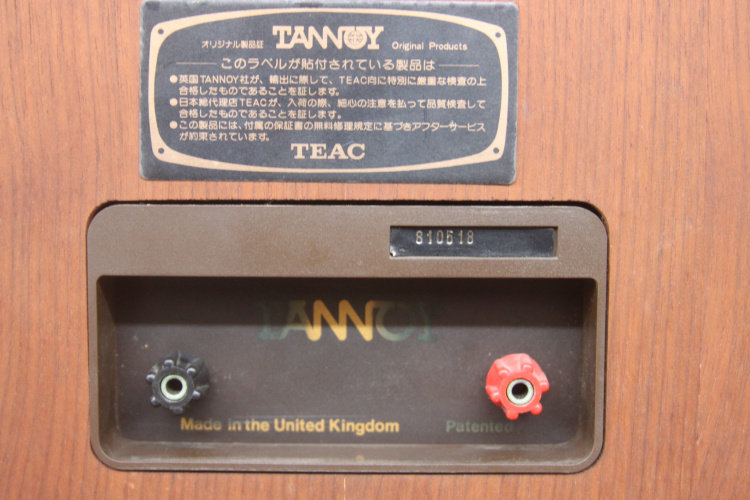 オリジナル製品証 TANNOY Original Products
このラベルが貼付されている製品は
●英国TANNOY社が、輸出に際して、TEAC向に特別に厳重な検査の上
合格したものであることを証します。
●日本総代理店TEACが、入荷の際、細心の注意を払って品質検査して
合格したものであることを証します。
●この製品には、付属の保証書の無料修理規定に基づきアフターサービス
が約束されています。
TEAC
810518
TANNOY
Made in the United Kingdom Patented